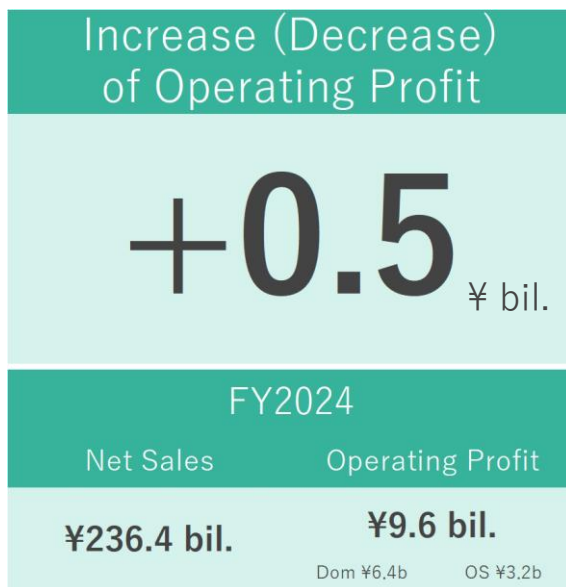 Increase (Decrease)
of Operating Profit
+0.5 ¥ bil.
FY2024
Net Sales Operating Profit
¥236.4 bil. ¥9.6 bil.
Dom ¥6.4b OS ¥3.2b